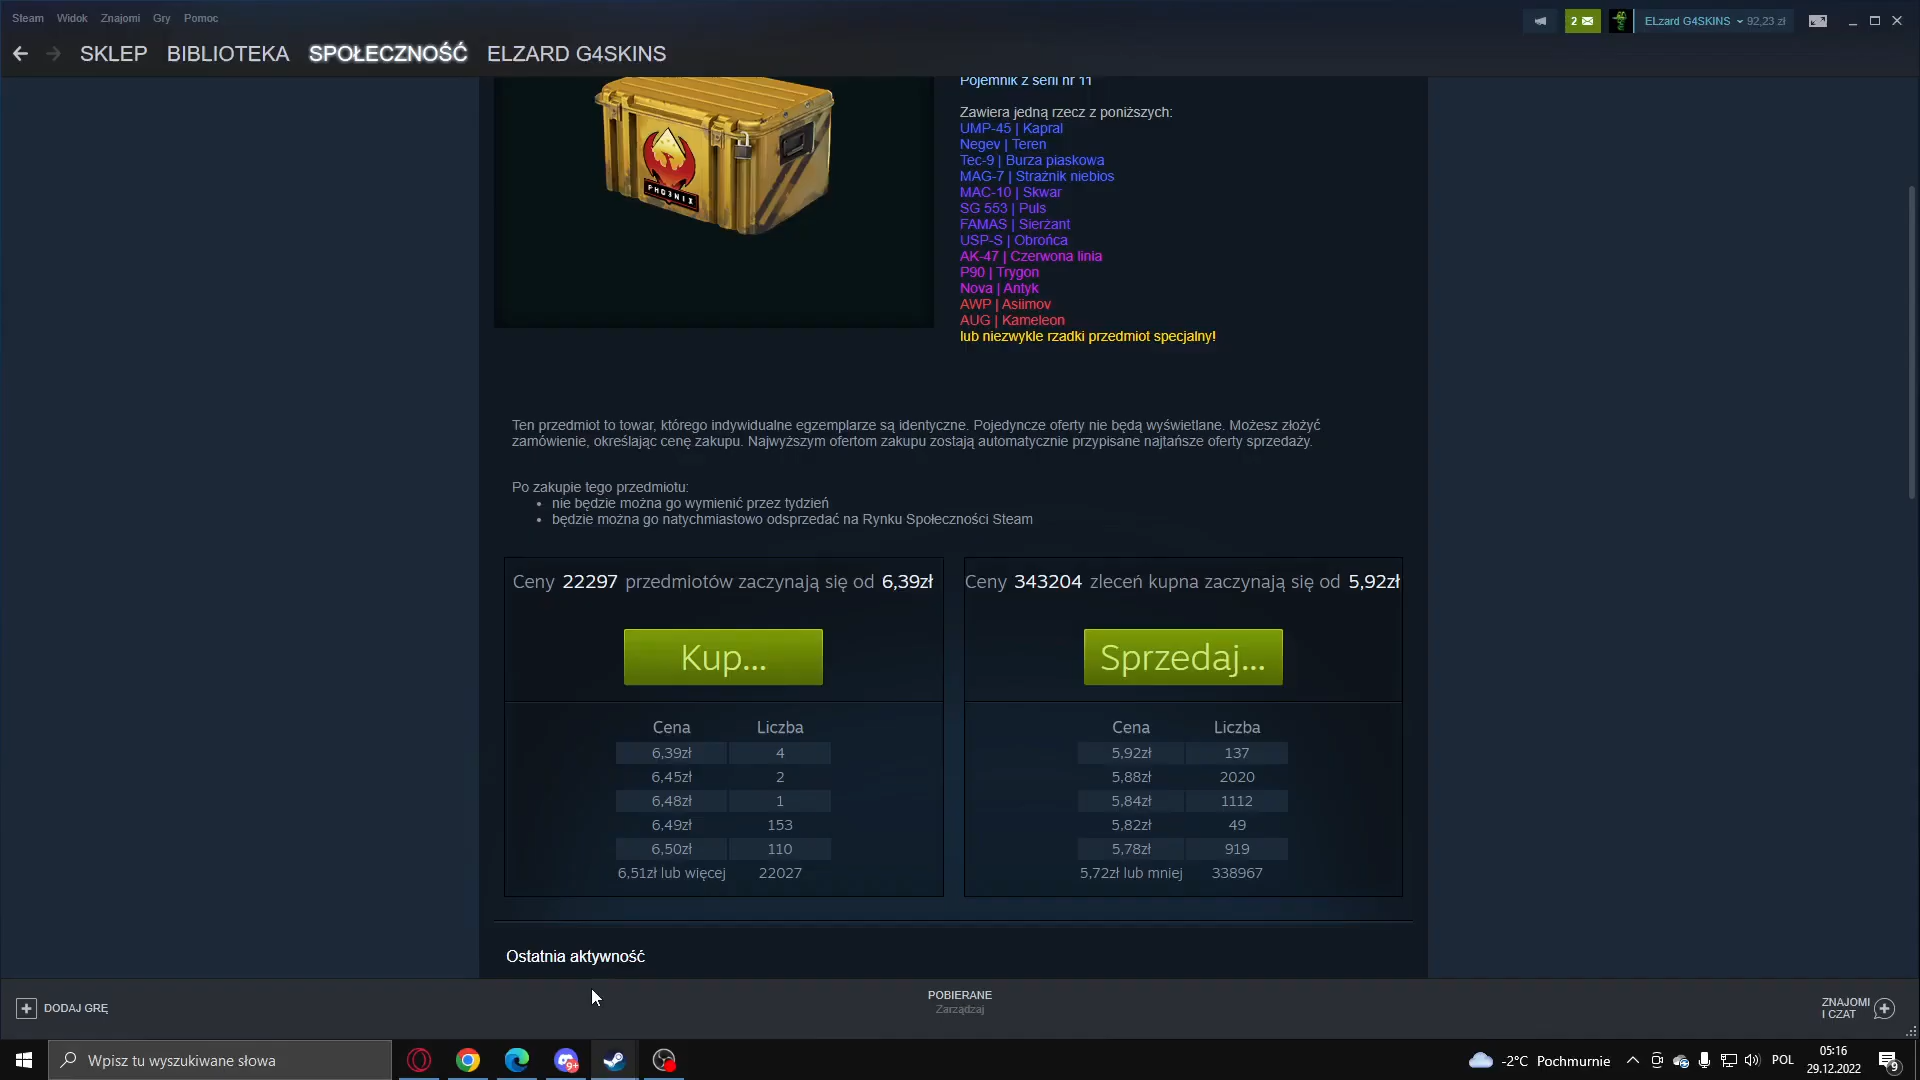 Steam Widok Znajomi Gry Pomoc
2 ELzard G4SKINS 92,23 zł
SKLEP BIBLIOTEKA SPOŁECZNOŚĆ ELZARD G4SKINS
Pojemnik z serii nr 11
PHO3NIX
Zawiera jedną rzecz z poniższych:
UMP-45 | Kapral
Negev | Teren
Tec-9 | Burza piaskowa
MAG-7 | Strażnik niebios
MAC-10 | Skwar
SG 553 | Puls
FAMAS | Sierżant
USP-S | Obrońca
AK-47 | Czerwona linia
P90 | Trygon
Nova | Antyk
AWP | Asiimov
AUG | Kameleon
lub niezwykle rzadki przedmiot specjalny!
Ten przedmiot to towar, którego indywidualne egzemplarze są identyczne. Pojedyncze oferty nie będą wyświetlane. Możesz złożyć
zamówienie, określając cenę zakupu. Najwyższym ofertom zakupu zostają automatycznie przypisane najtańsze oferty sprzedaży.
Po zakupie tego przedmiotu:
• nie będzie można go wymienić przez tydzień
• będzie można go natychmiastowo odsprzedać na Rynku Społeczności Steam
Ceny 22297 przedmiotów zaczynają się od 6,39zł
Kup...
Cena Liczba
6,39zł 4
6,45zł 2
6,48zł 1
6,49zł 153
6,50zł 110
6,51zł lub więcej 22027
Ceny 343204 zleceń kupna zaczynają się od 5,92zł
Sprzedaj...
Cena Liczba
5,92zł 137
5,88zł 2020
5,84zł 1112
5,82zł 49
5,78zł 919
5,72zł lub mniej 338967
Ostatnia aktywność
DODAJ GRĘ
POBIERANE
Zarządzaj
ZNAJOMI
I CZAT
Wpisz tu wyszukiwane słowa
9+
-2°C Pochmurnie
POL
05:16
29.12.2022
9